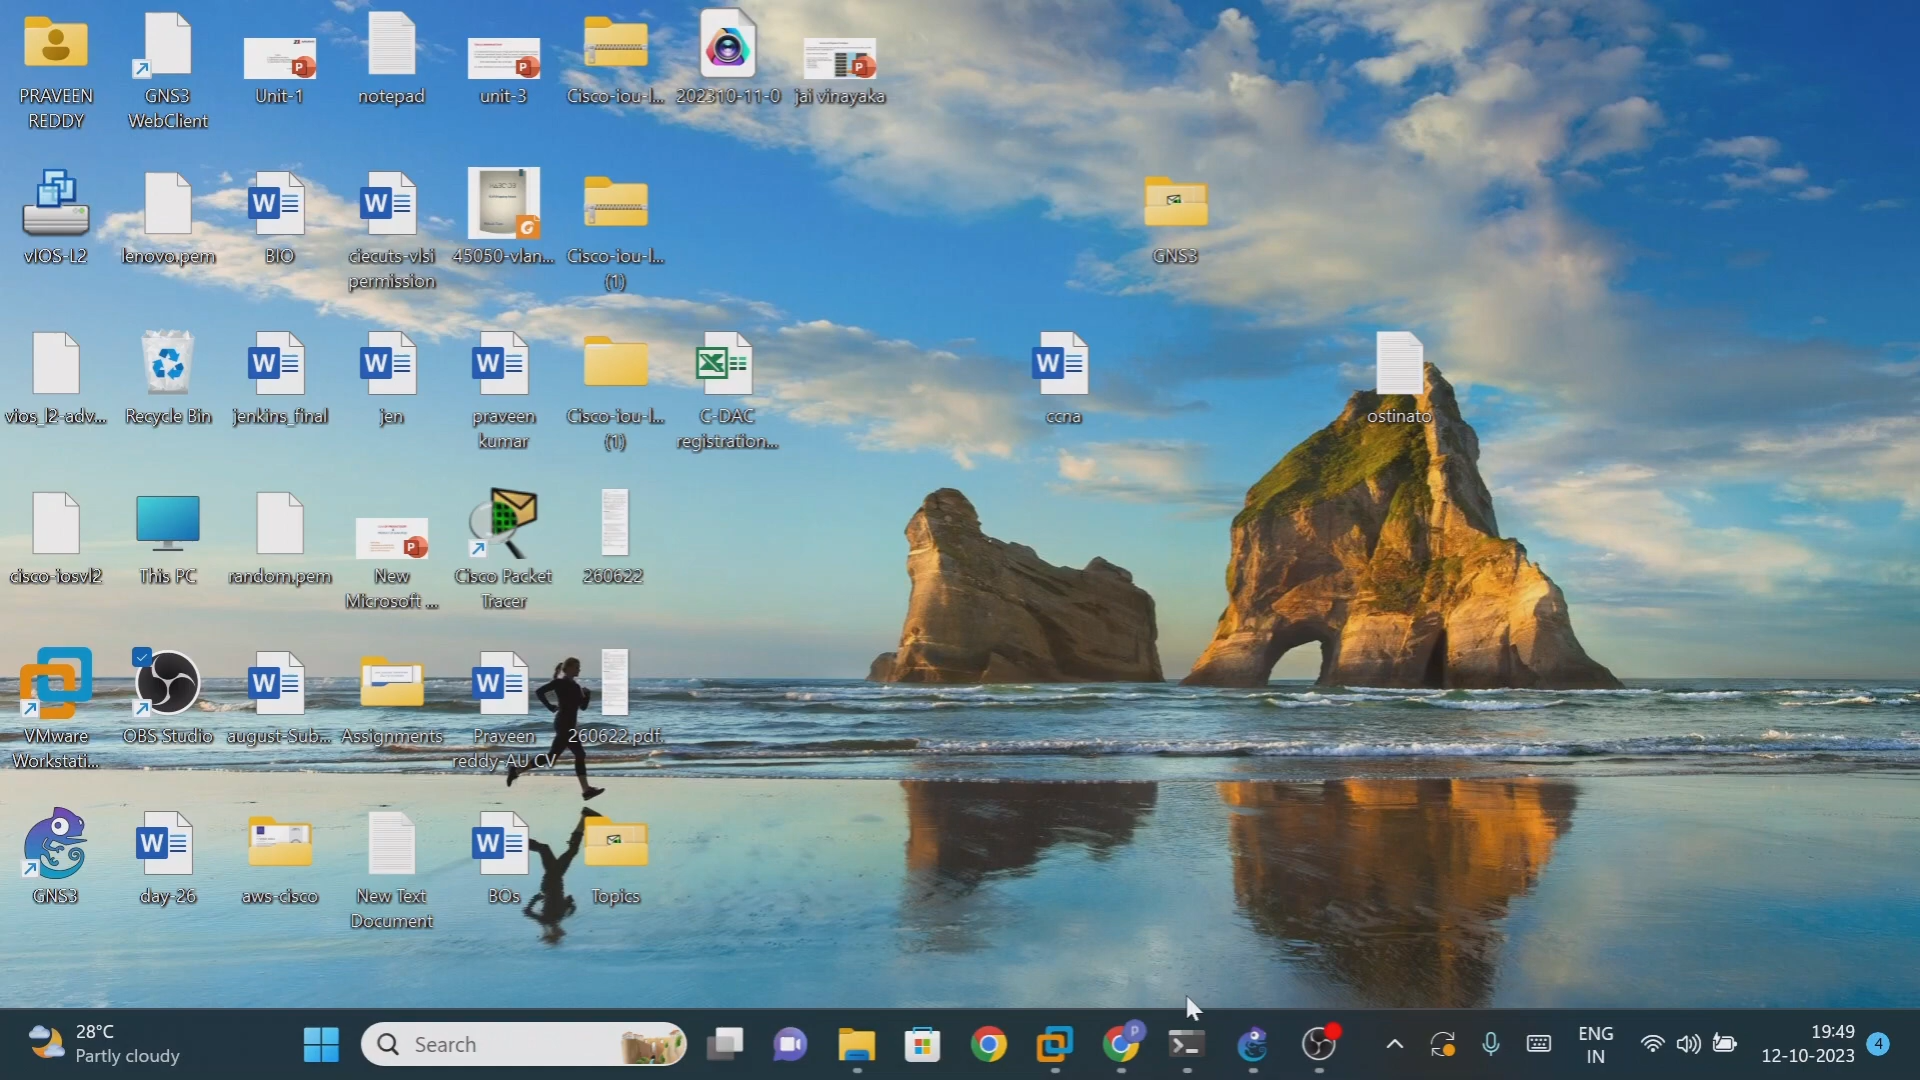 PRAVEEN
REDDY
GNS3
WebClient
Unit-1
notepad
unit-3
Cisco-iou-l...
202310-11-0
jai vinayaka
vIOS-L2
lenovo.pem
BIO
ciecuts-vlsi
permission
45050-vlan...
Cisco-iou-l...
(1)
GNS3
vios_l2-adv...
Recycle Bin
jenkins_final
jen
praveen
kumar
Cisco-iou-l...
(1)
C-DAC
registration...
ccna
ostinato
cisco-iosvl2
This PC
random.pem
New
Microsoft ...
Cisco Packet
Tracer
260622
VMware
Workstati...
OBS Studio
august-Sub...
Assignments
Praveen
reddy-AU CV
260622.pdf.
GNS3
day-26
aws-cisco
New Text
Document
BOs
Topics
28°C
Partly cloudy
Search
P
ENG
IN
19:49
12-10-2023
4